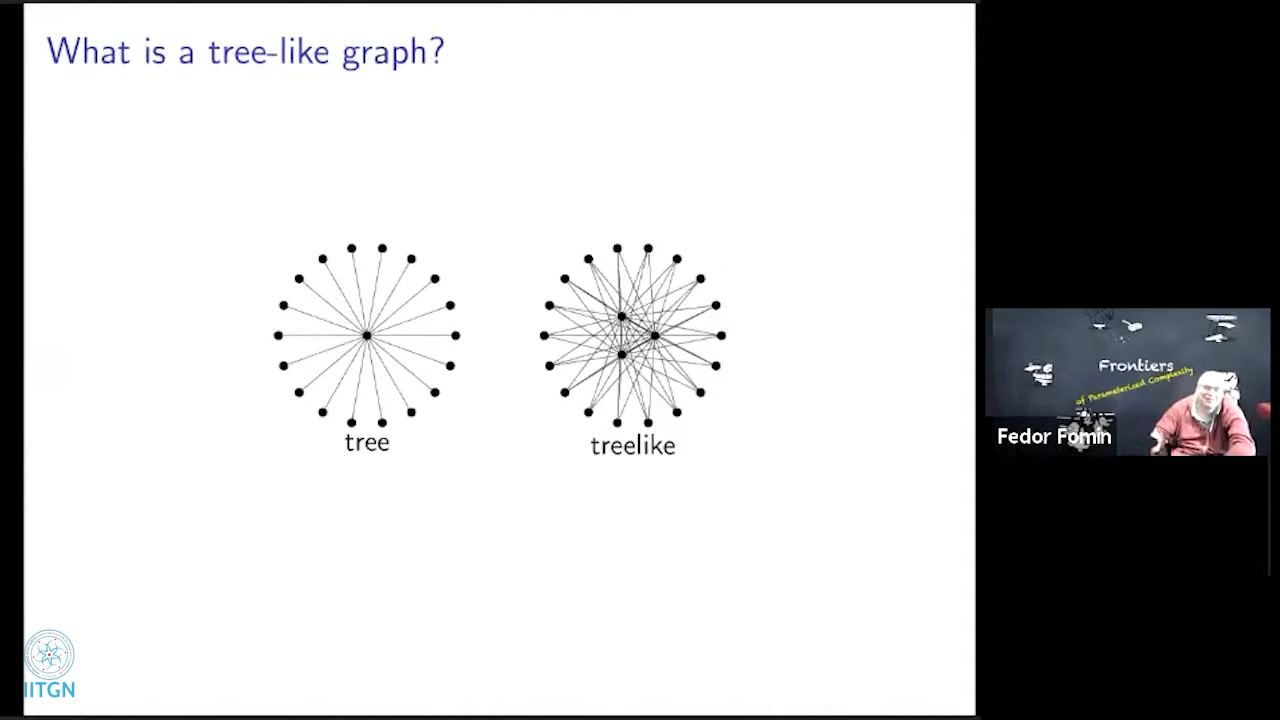 What is a tree-like graph?
tree
treelike
Frontiers
of Parameterized Complexity
Fedor Fomin
IITGN